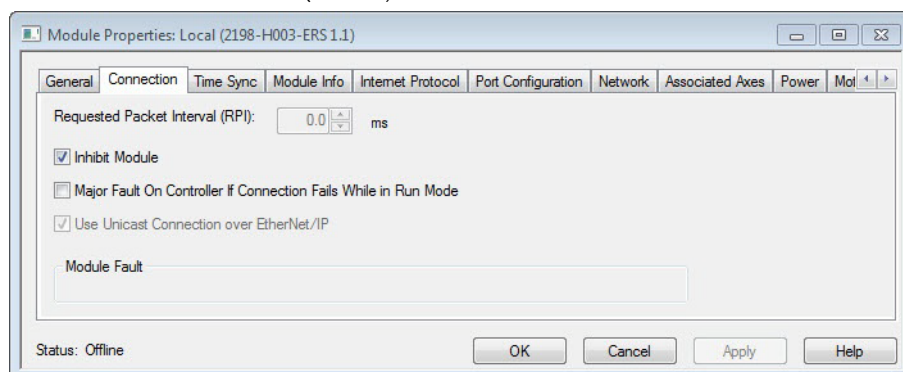 Module Properties: Local (2198-H003-ERS 1.1)
General Connection Time Sync Module Info Internet Protocol Port Configuration Network Associated Axes Power
Requested Packet Interval (RPI): 0.0 ms
Inhibit Module
Major Fault On Controller If Connection Fails While in Run Mode
Use Unicast Connection over EtherNet/IP
Module Fault
Status: Offline OK Cancel Apply Help